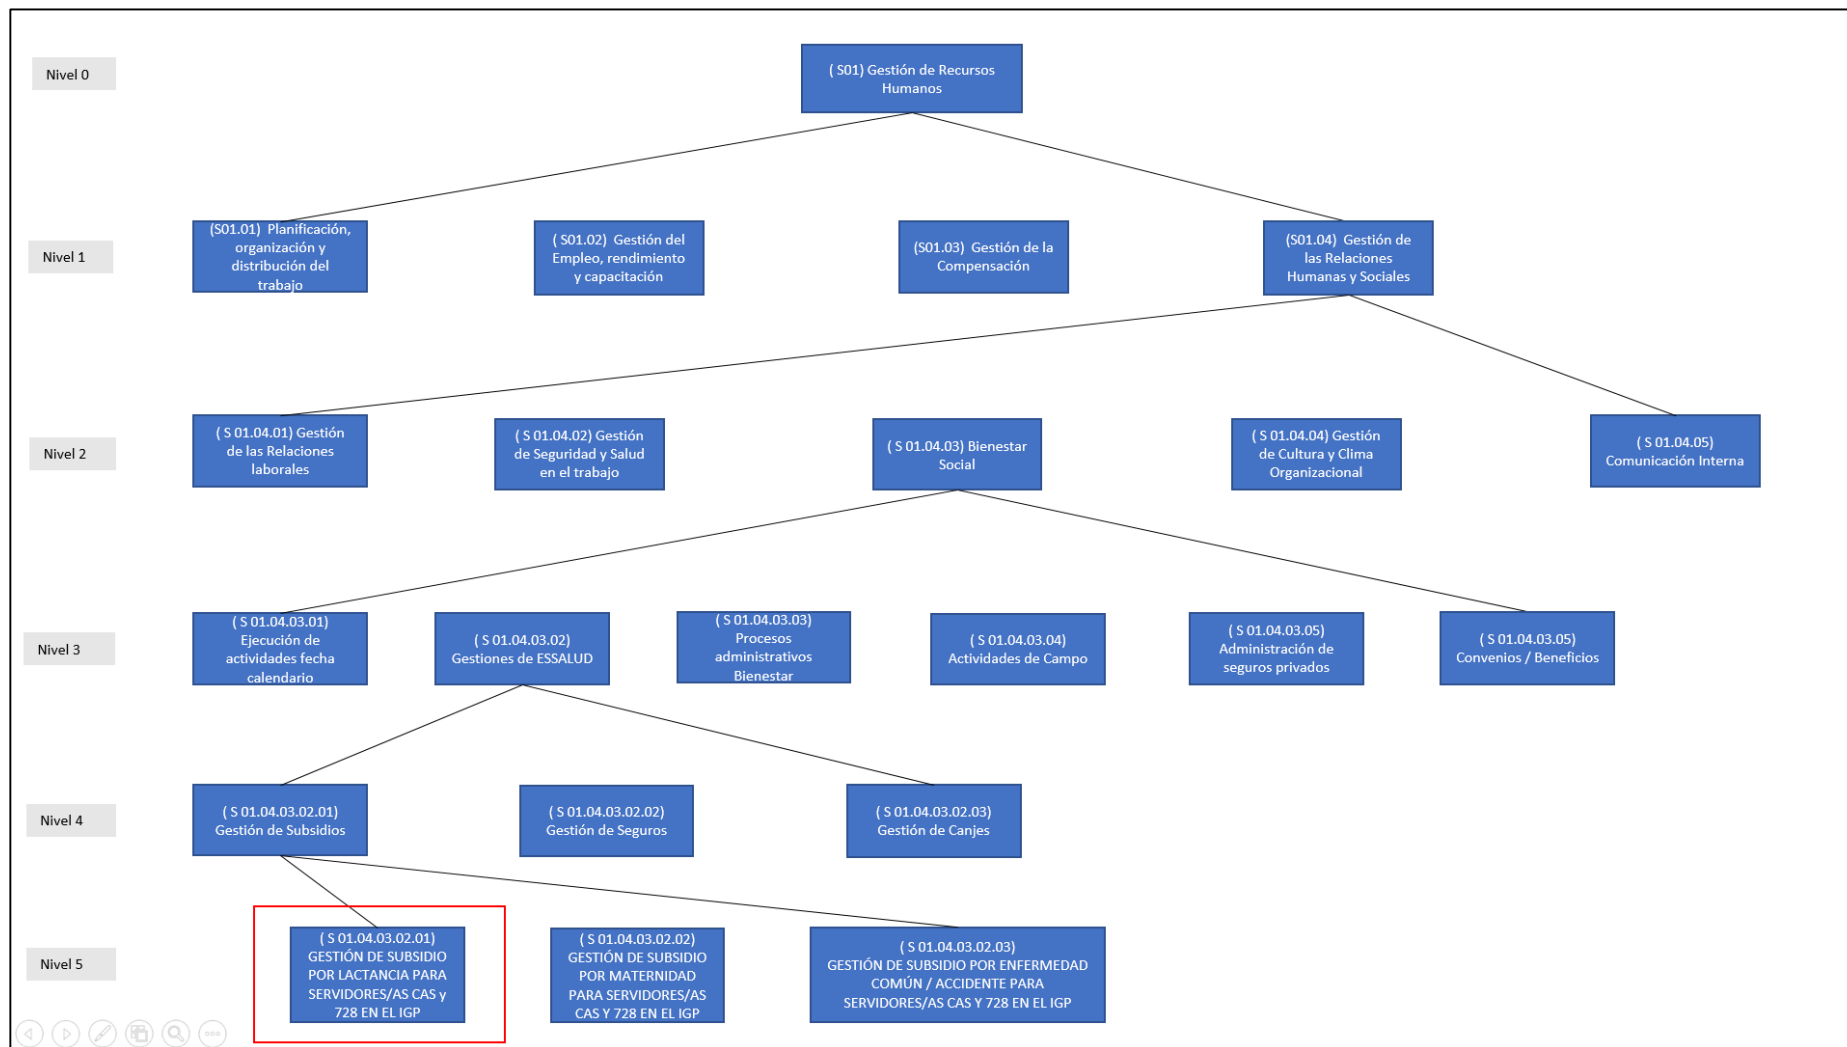 Nivel 0
( S01) Gestión de Recursos
Humanos
Nivel 1
(S01.01) Planificación,
organización y
distribución del
trabajo
( S01.02) Gestión del
Empleo, rendimiento
y capacitación
(S01.03) Gestión de la
Compensación
(S01.04) Gestión de
las Relaciones
Humanas y Sociales
Nivel 2
( S 01.04.01) Gestión
de las Relaciones
laborales
( S 01.04.02) Gestión
de Seguridad y Salud
en el trabajo
( S 01.04.03) Bienestar
Social
( S 01.04.04) Gestión
de Cultura y Clima
Organizacional
( S 01.04.05)
Comunicación Interna
Nivel 3
( S 01.04.03.01)
Ejecución de
actividades fecha
calendario
( S 01.04.03.02)
Gestiones de ESSALUD
( S 01.04.03.03)
Procesos
administrativos
Bienestar
( S 01.04.03.04)
Actividades de Campo
( S 01.04.03.05)
Administración de
seguros privados
( S 01.04.03.05)
Convenios / Beneficios
Nivel 4
( S 01.04.03.02.01)
Gestión de Subsidios
( S 01.04.03.02.02)
Gestión de Seguros
( S 01.04.03.02.03)
Gestión de Canjes
Nivel 5
( S 01.04.03.02.01)
GESTIÓN DE SUBSIDIO
POR LACTANCIA PARA
SERVIDORES/AS CAS y
728 EN EL IGP
( S 01.04.03.02.02)
GESTIÓN DE SUBSIDIO
POR MATERNIDAD
PARA SERVIDORES/AS
CAS Y 728 EN EL IGP
( S 01.04.03.02.03)
GESTIÓN DE SUBSIDIO POR ENFERMEDAD
COMÚN / ACCIDENTE PARA
SERVIDORES/AS CAS Y 728 EN EL IGP